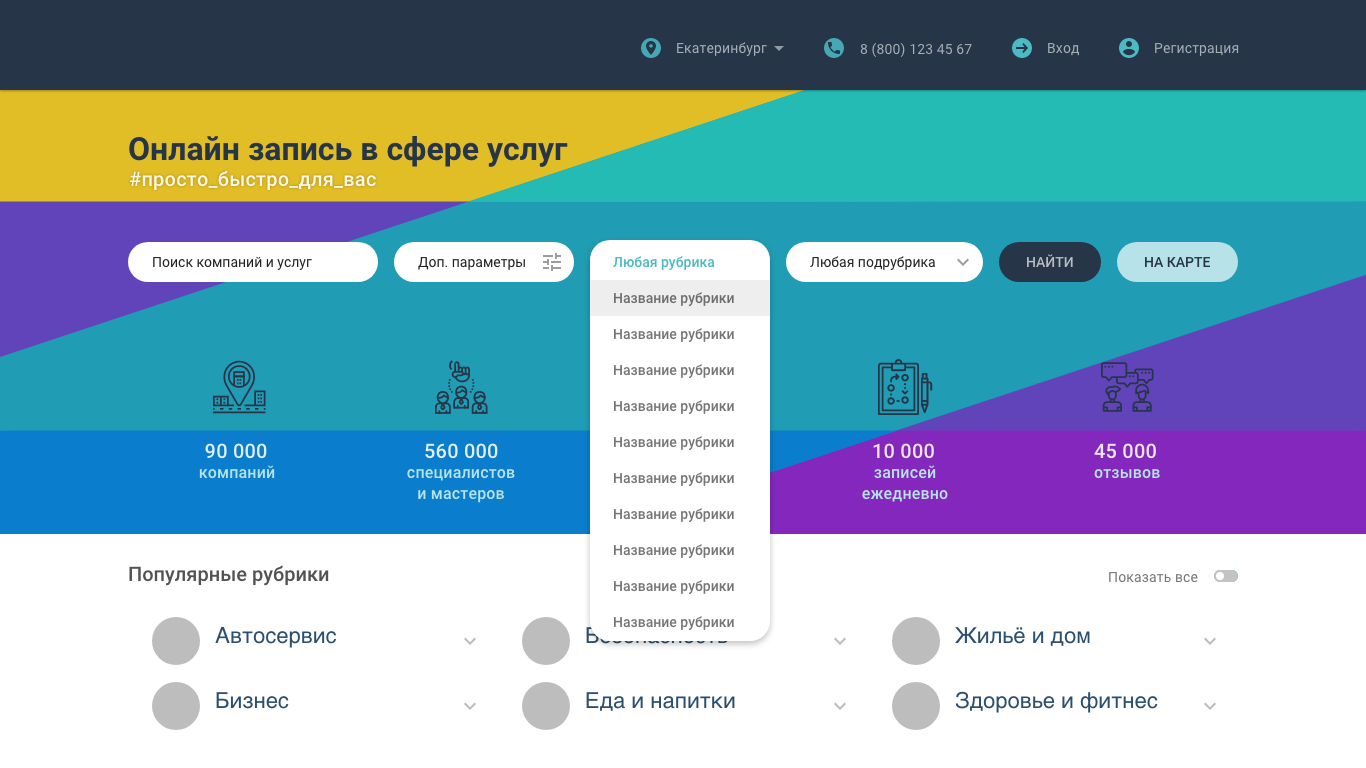 Екатеринбург
8 (800) 123 45 67
Вход
Регистрация
Онлайн запись в сфере услуг
#просто_быстро_для_вас
Поиск компаний и услуг
Доп. параметры
Любая рубрика
Любая подрубрика
НАЙТИ
НА КАРТЕ
Название рубрики
Название рубрики
Название рубрики
Название рубрики
Название рубрики
Название рубрики
Название рубрики
Название рубрики
Название рубрики
Название рубрики
90 000
компаний
560 000
специалистов
и мастеров
10 000
записей
ежедневно
45 000
отзывов
Популярные рубрики
Показать все
Автосервис
Жильё и дом
Бизнес
Еда и напитки
Здоровье и фитнес